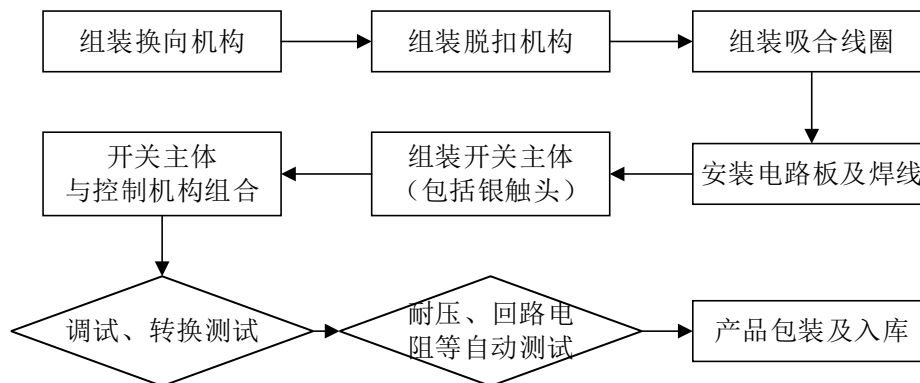 组装换向机构
组装脱扣机构
组装吸合线圈
安装电路板及焊线
组装开关主体
（包括银触头）
开关主体
与控制机构组合
调试、转换测试
耐压、回路电
阻等自动测试
产品包装及入库